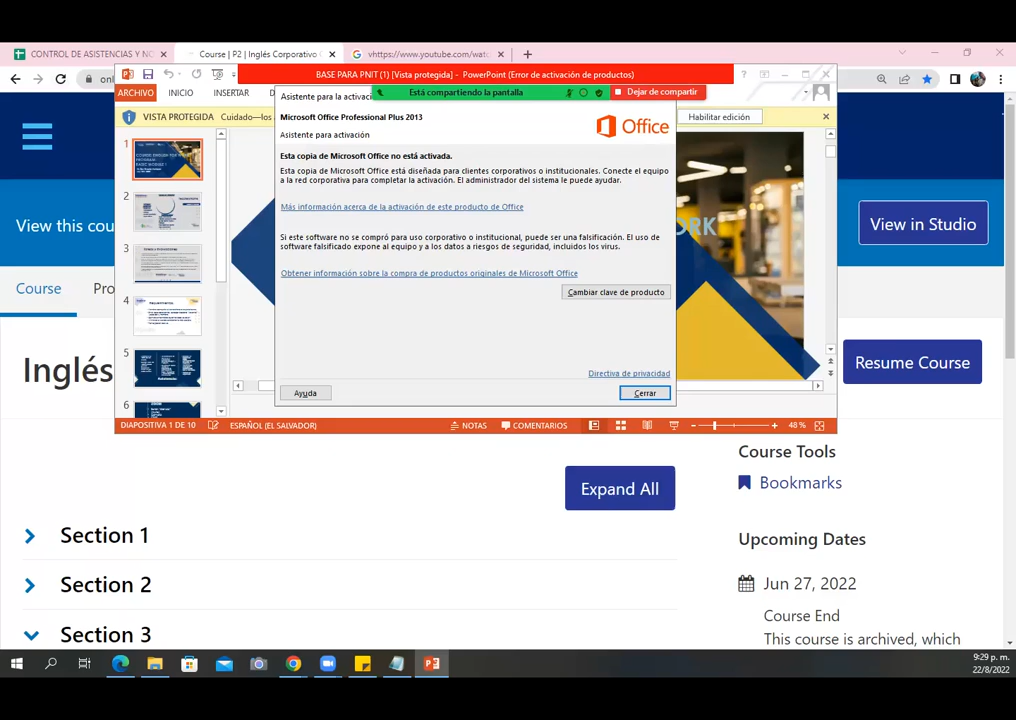 CONTROL DE ASISTENCIAS Y NO
Course | P2 | Inglés Corporativo
vhttps://www.youtube.com/watc
BASE PARA PNIT (1) [Vista protegida] - PowerPoint (Error de activación de productos)
ARCHIVO INICIO INSERTAR
Está compartiendo la pantalla
Dejar de compartir
VISTA PROTEGIDA Cuidado—los
Habilitar edición
Asistente para la activaci
Microsoft Office Professional Plus 2013
Asistente para activación
Office
Esta copia de Microsoft Office no está activada.
Esta copia de Microsoft Office está diseñada para clientes corporativos o institucionales. Conecte el equipo
a la red corporativa para completar la activación. El administrador del sistema le puede ayudar.
Más información acerca de la activación de este producto de Office
Si este software no se compró para uso corporativo o institucional, puede ser una falsificación. El uso de
software falsificado expone al equipo y a los datos a riesgos de seguridad, incluidos los virus.
Obtener información sobre la compra de productos originales de Microsoft Office
Cambiar clave de producto
Directiva de privacidad
Ayuda
Cerrar
1
2
3
4
5
6
ORK
DIAPOSITIVA 1 DE 10 ESPAÑOL (EL SALVADOR) NOTAS COMENTARIOS 48 %
View this cou
View in Studio
Course Pro
Inglés
Resume Course
Expand All
Section 1
Section 2
Section 3
Course Tools
Bookmarks
Upcoming Dates
Jun 27, 2022
Course End
This course is archived, which
9:29 p. m.
22/8/2022